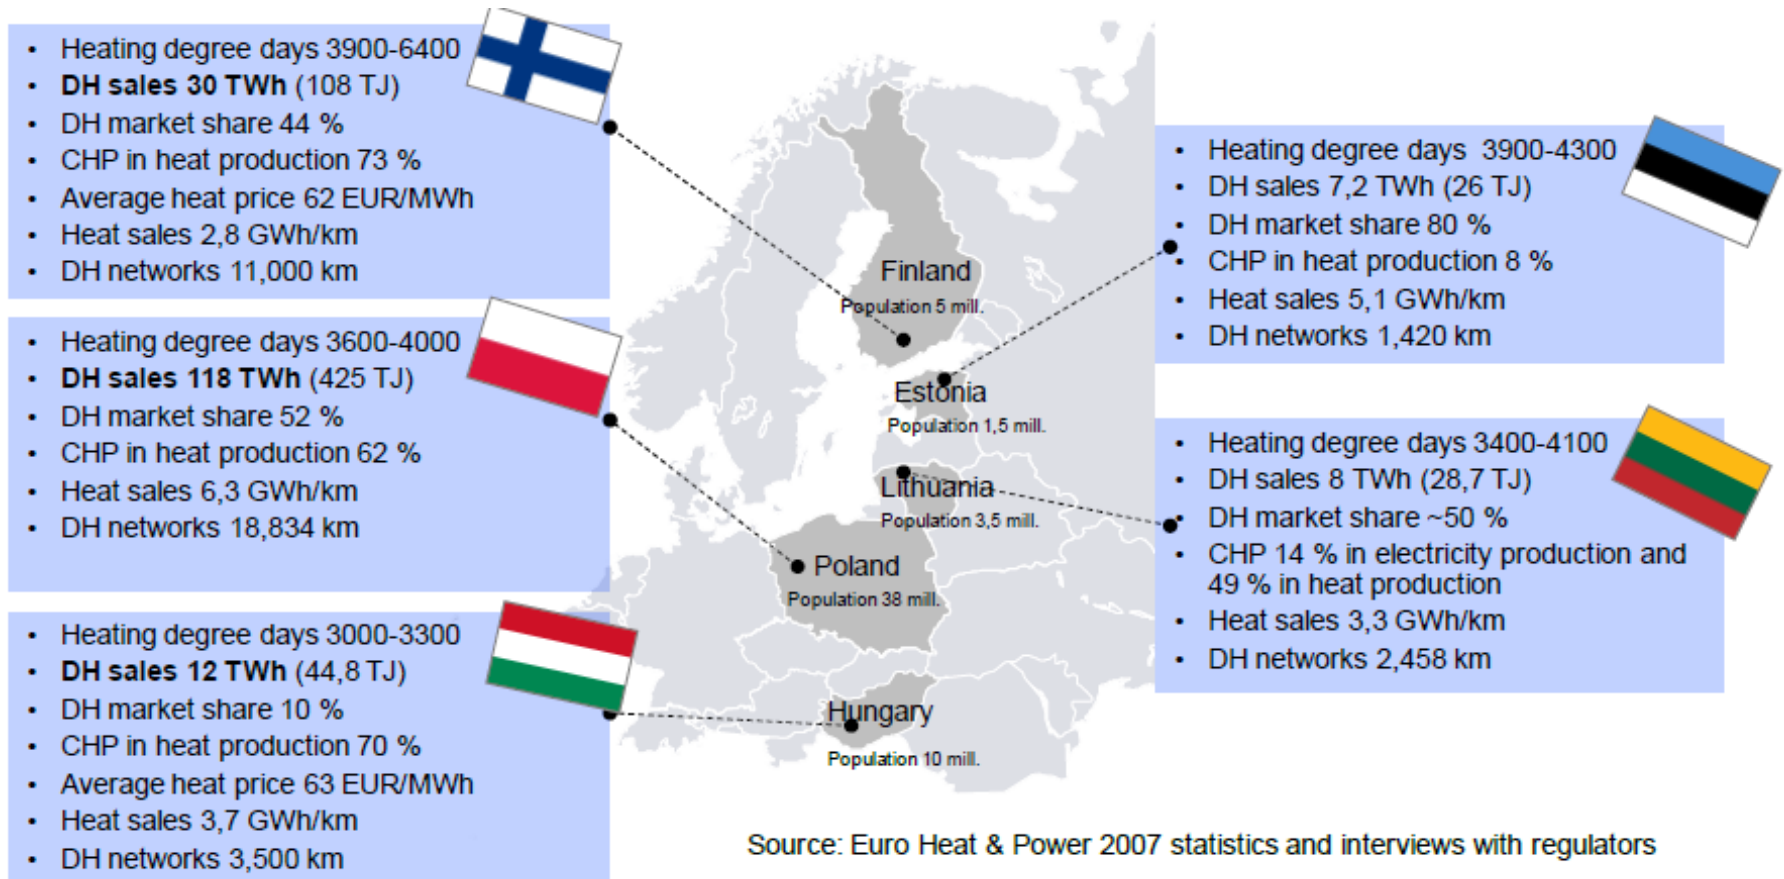 • Heating degree days 3900-6400
• DH sales 30 TWh (108 TJ)
• DH market share 44 %
• CHP in heat production 73 %
• Average heat price 62 EUR/MWh
• Heat sales 2,8 GWh/km
• DH networks 11,000 km
• Heating degree days 3600-4000
• DH sales 118 TWh (425 TJ)
• DH market share 52 %
• CHP in heat production 62 %
• Heat sales 6,3 GWh/km
• DH networks 18,834 km
• Heating degree days 3000-3300
• DH sales 12 TWh (44,8 TJ)
• DH market share 10 %
• CHP in heat production 70 %
• Average heat price 63 EUR/MWh
• Heat sales 3,7 GWh/km
• DH networks 3,500 km
Finland
Population 5 mill.
Estonia
Population 1,5 mill.
Lithuania
Population 3,5 mill.
Poland
Population 38 mill.
Hungary
Population 10 mill.
• Heating degree days 3900-4300
• DH sales 7,2 TWh (26 TJ)
• DH market share 80 %
• CHP in heat production 8 %
• Heat sales 5,1 GWh/km
• DH networks 1,420 km
• Heating degree days 3400-4100
• DH sales 8 TWh (28,7 TJ)
• DH market share ~50 %
• CHP 14 % in electricity production and
49 % in heat production
• Heat sales 3,3 GWh/km
• DH networks 2,458 km
Source: Euro Heat & Power 2007 statistics and interviews with regulators